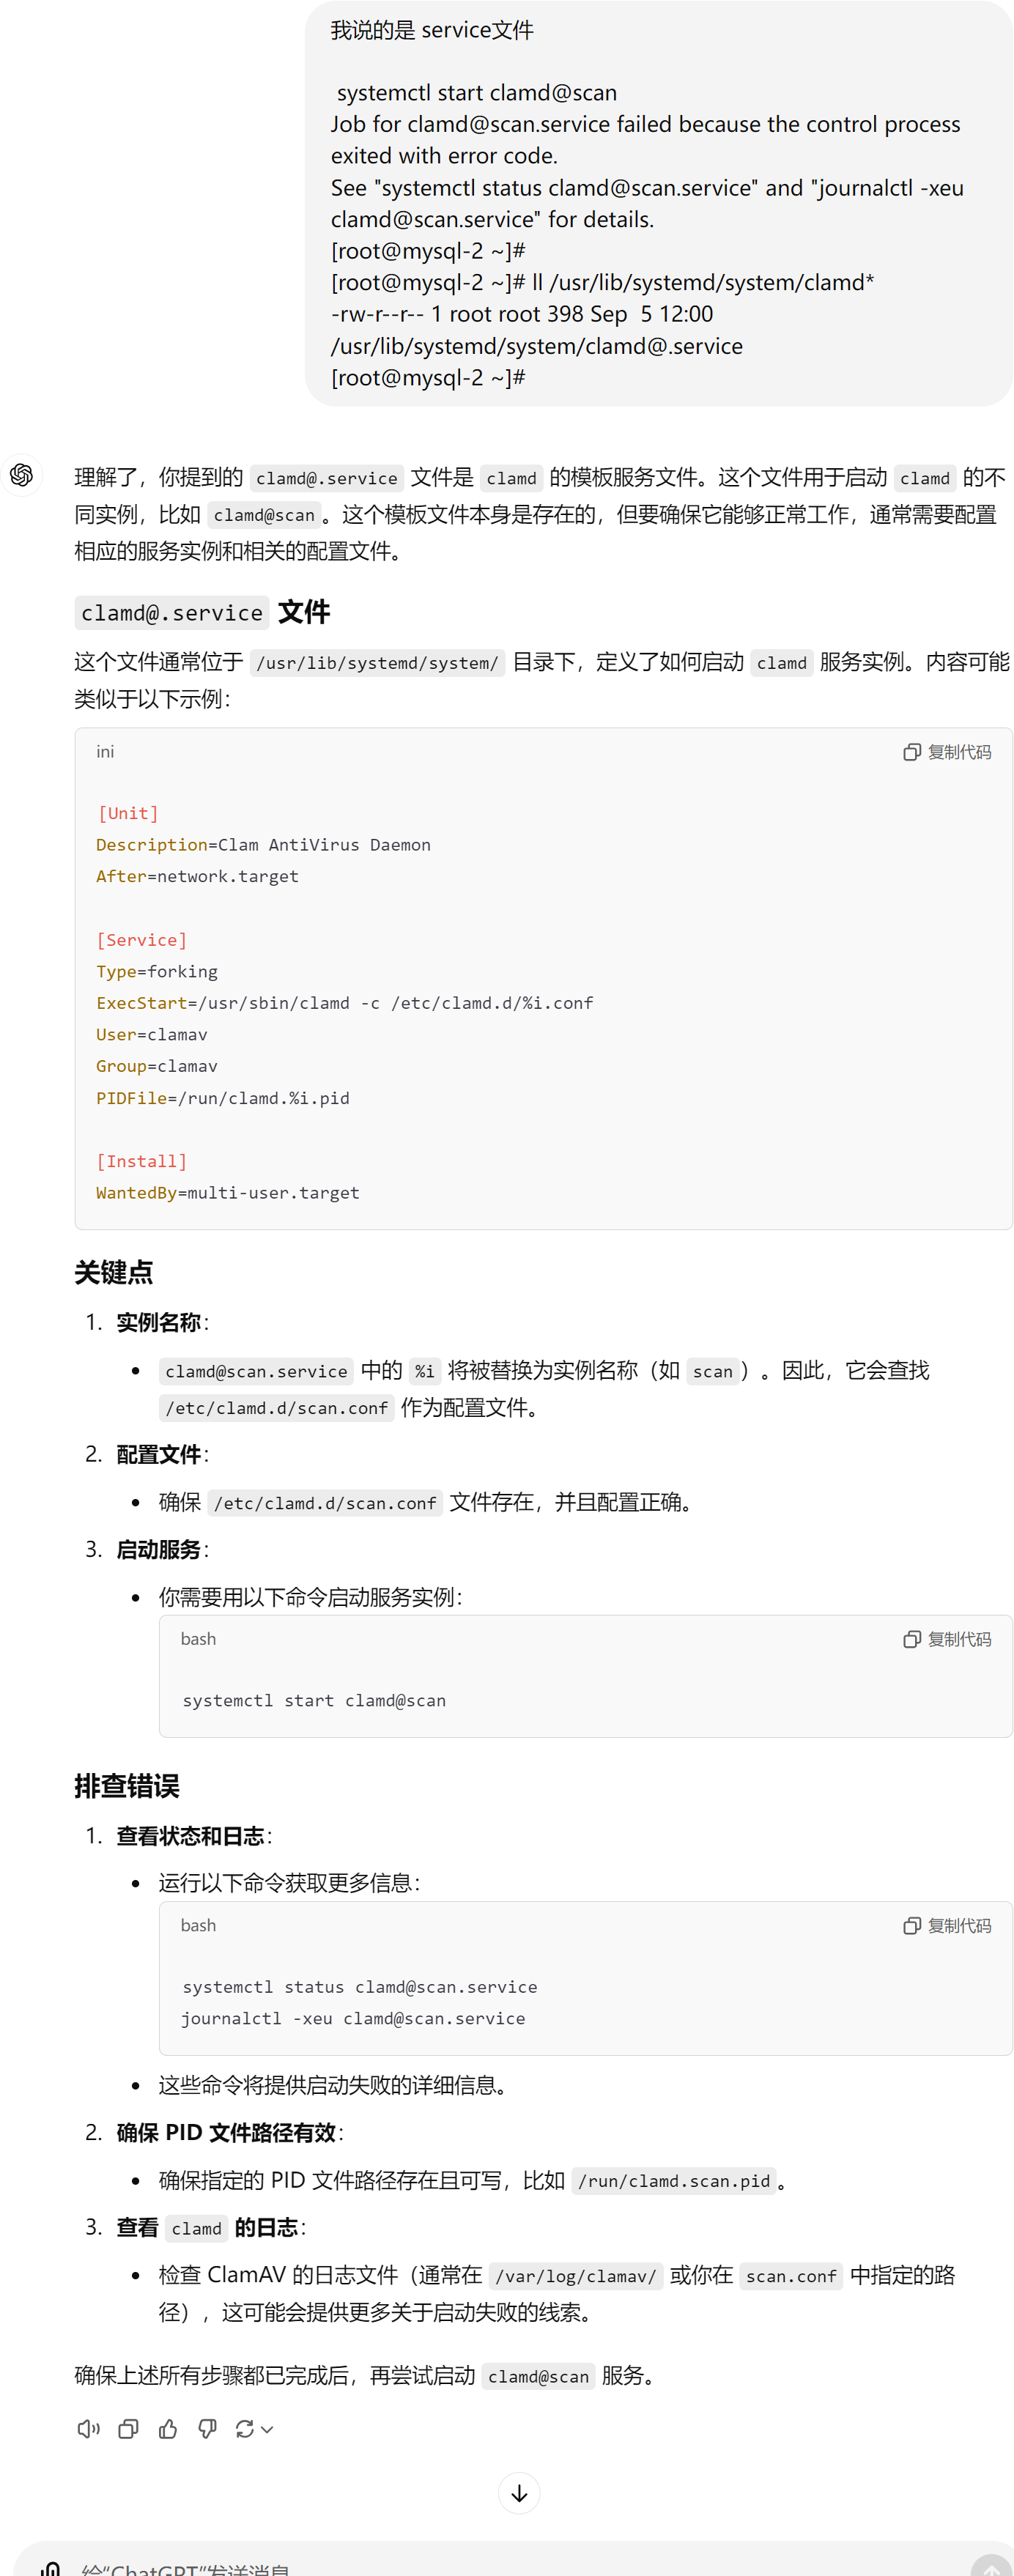 我说的是 service文件
systemctl start clamd@scan
Job for clamd@scan.service failed because the control process
exited with error code.
See "systemctl status clamd@scan.service" and "journalctl -xeu
clamd@scan.service" for details.
[root@mysql-2 ~]#
[root@mysql-2 ~]# ll /usr/lib/systemd/system/clamd*
-rw-r--r-- 1 root root 398 Sep  5 12:00
/usr/lib/systemd/system/clamd@.service
[root@mysql-2 ~]#
理解了，你提到的 clamd@.service 文件是 clamd 的模板服务文件。这个文件用于启动 clamd 的不
同实例，比如 clamd@scan。这个模板文件本身是存在的，但要确保它能够正常工作，通常需要配置
相应的服务实例和相关的配置文件。
clamd@.service 文件
这个文件通常位于 /usr/lib/systemd/system/ 目录下，定义了如何启动 clamd 服务实例。内容可能
类似于以下示例：
ini 复制代码
[Unit]
Description=Clam AntiVirus Daemon
After=network.target
[Service]
Type=forking
ExecStart=/usr/sbin/clamd -c /etc/clamd.d/%i.conf
User=clamav
Group=clamav
PIDFile=/run/clamd.%i.pid
[Install]
WantedBy=multi-user.target
关键点
1. 实例名称：
• clamd@scan.service 中的 %i 将被替换为实例名称（如 scan）。因此，它会查找
/etc/clamd.d/scan.conf 作为配置文件。
2. 配置文件：
• 确保 /etc/clamd.d/scan.conf 文件存在，并且配置正确。
3. 启动服务：
• 你需要用以下命令启动服务实例：
bash 复制代码
systemctl start clamd@scan
排查错误
1. 查看状态和日志：
• 运行以下命令获取更多信息：
bash 复制代码
systemctl status clamd@scan.service
journalctl -xeu clamd@scan.service
• 这些命令将提供启动失败的详细信息。
2. 确保 PID 文件路径有效：
• 确保指定的 PID 文件路径存在且可写，比如 /run/clamd.scan.pid。
3. 查看 clamd 的日志：
• 检查 ClamAV 的日志文件（通常在 /var/log/clamav/ 或你在 scan.conf 中指定的路
径），这可能会提供更多关于启动失败的线索。
确保上述所有步骤都已完成后，再尝试启动 clamd@scan 服务。
给“ChatGPT”发送消息